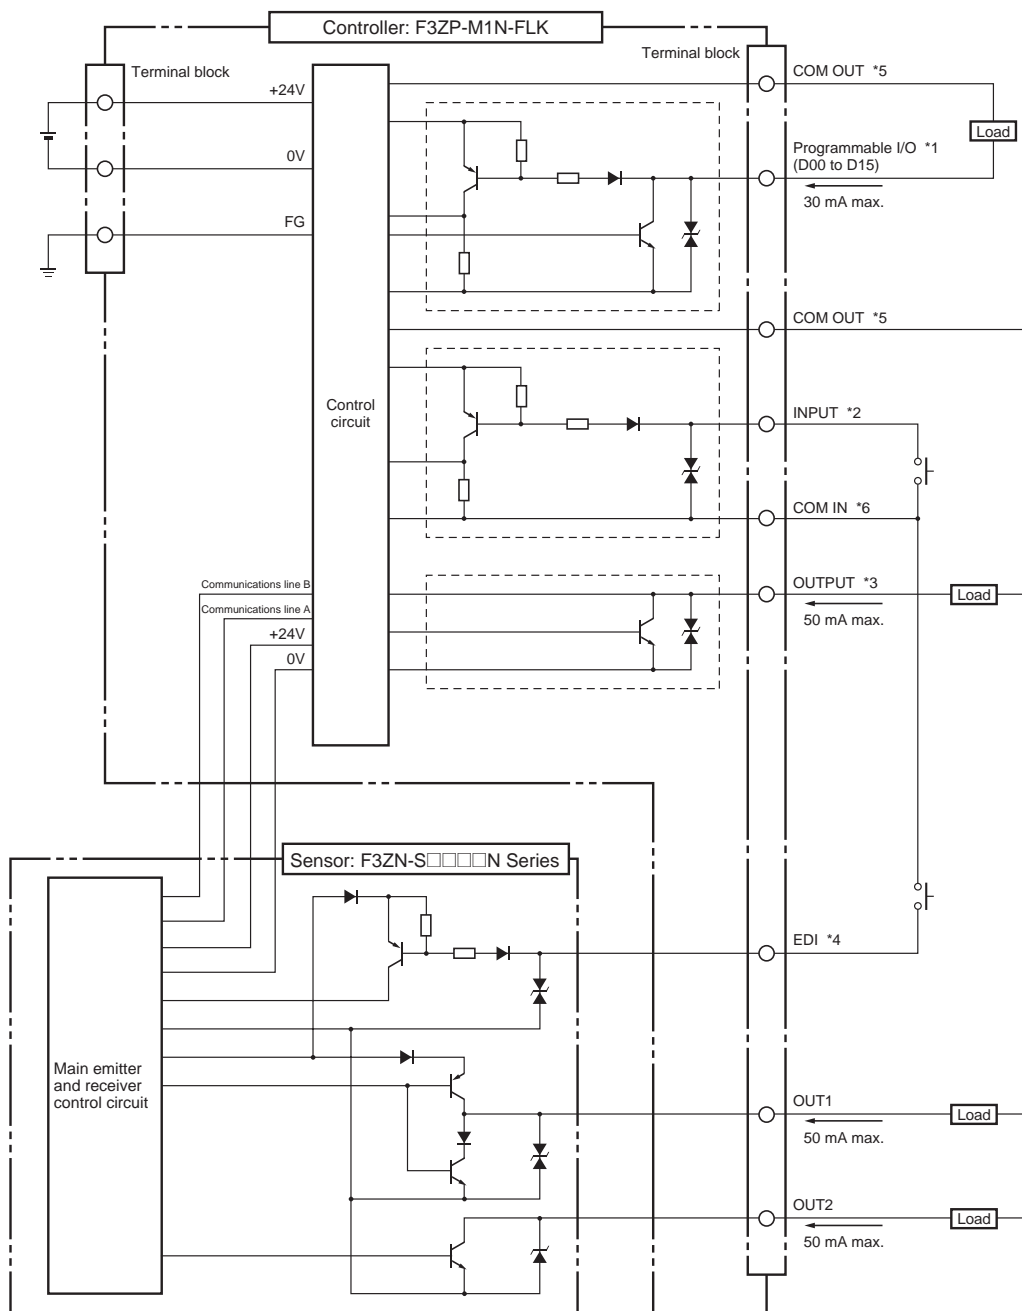 Controller: F3ZP-M1N-FLK
Terminal block
Terminal block
+24V
0V
FG
COM OUT *5
Load
Programmable I/O *1
(D00 to D15)
30 mA max.
COM OUT *5
Control
circuit
INPUT *2
COM IN *6
Communications line B
Communications line A
+24V
0V
OUTPUT *3
Load
50 mA max.
Sensor: F3ZN-S□□□□N Series
EDI *4
Main emitter
and receiver
control circuit
OUT1
Load
50 mA max.
OUT2
Load
50 mA max.